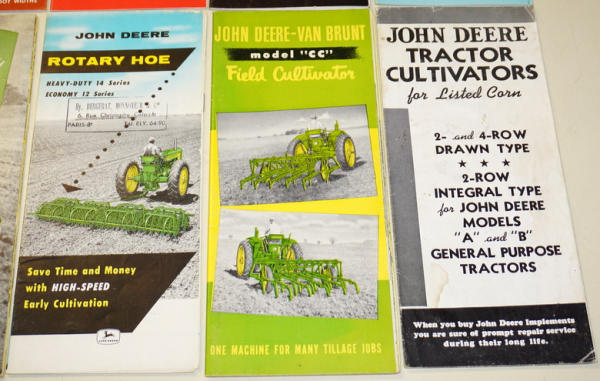 JOHN DEERE
ROTARY HOE
HEAVY-DUTY 14 Series
ECONOMY 12 Series
PARIS-8e
Save Time and Money
with HIGH-SPEED
Early Cultivation
JOHN DEERE-VAN BRUNT
model "CC"
Field Cultivator
ONE MACHINE FOR MANY TILLAGE JOBS
JOHN DEERE
TRACTOR
CULTIVATORS
for Listed Corn
2- and 4-ROW
DRAWN TYPE
★ ★ ★
2-ROW
INTEGRAL TYPE
for JOHN DEERE
MODELS
"A" and "B"
GENERAL PURPOSE
TRACTORS
When you buy John Deere Implements
you are sure of prompt repair service
during their long life.